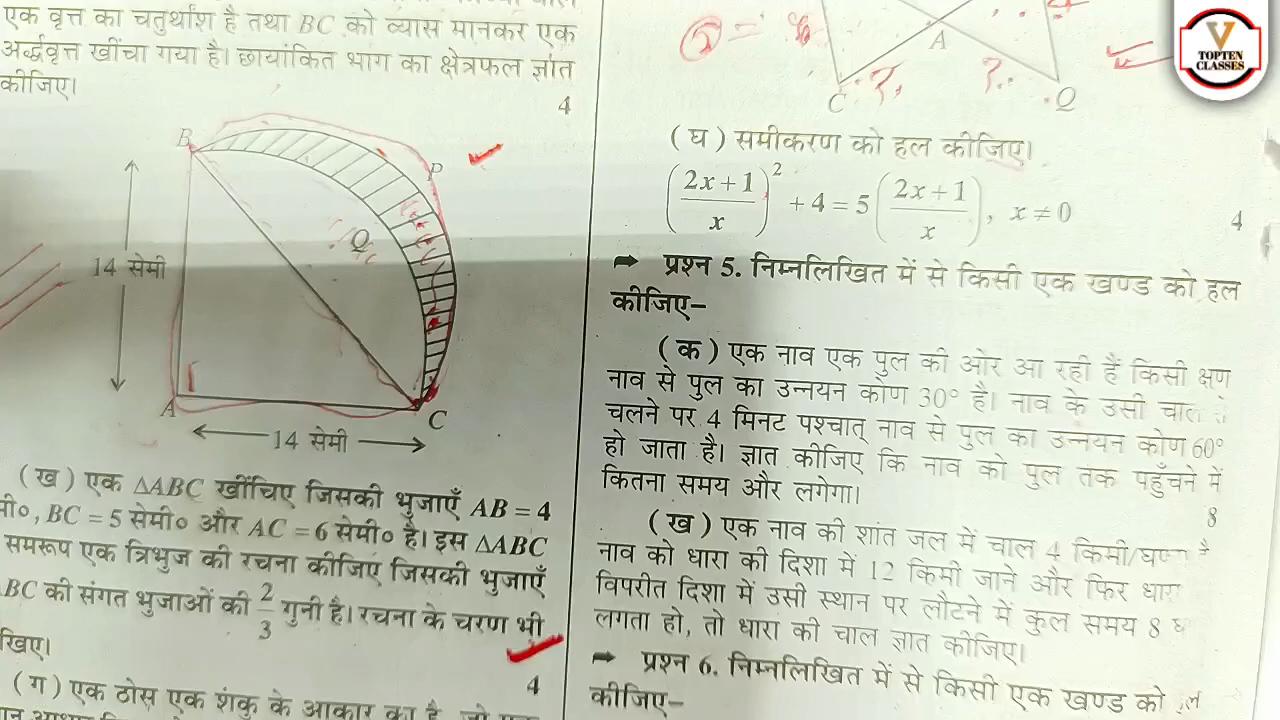 एक वृत्त का चतुर्थांश है तथा BC को व्यास मानकर एक
अर्द्धवृत्त खींचा गया है। छायांकित भाग का क्षेत्रफल ज्ञात
कीजिए।
4
B
P
Q
14 सेमी
A
C
14 सेमी
(ख) एक ΔABC खींचिए जिसकी भुजाएँ AB = 4
मी०, BC = 5 सेमी० और AC = 6 सेमी० है। इस ΔABC
समरूप एक त्रिभुज की रचना कीजिए जिसकी भुजाएँ
BC की संगत भुजाओं की 2/3 गुनी है। रचना के चरण भी
खिए।
4
(ग) एक ठोस एक शंकु के आकार का है
A
C
Q
V
TOPTEN
CLASSES
(घ) समीकरण को हल कीजिए।
((2x+1)/x)² + 4 = 5((2x+1)/x), x ≠ 0
4
➡ प्रश्न 5. निम्नलिखित में से किसी एक खण्ड को हल
कीजिए–
(क) एक नाव एक पुल की ओर आ रही हैं किसी क्षण
नाव से पुल का उन्नयन कोण 30° है। नाव के उसी चाल
चलने पर 4 मिनट पश्चात् नाव से पुल का उन्नयन कोण 60°
हो जाता है। ज्ञात कीजिए कि नाव को पुल तक पहुँचने में
कितना समय और लगेगा।
8
(ख) एक नाव की शांत जल में चाल 4 किमी/
नाव को धारा की दिशा में 12 किमी जाने और फिर धारा
विपरीत दिशा में उसी स्थान पर लौटने में कुल समय 8
लगता हो, तो धारा की चाल ज्ञात कीजिए।
➡ प्रश्न 6. निम्नलिखित में से किसी एक खण्ड को
कीजिए–